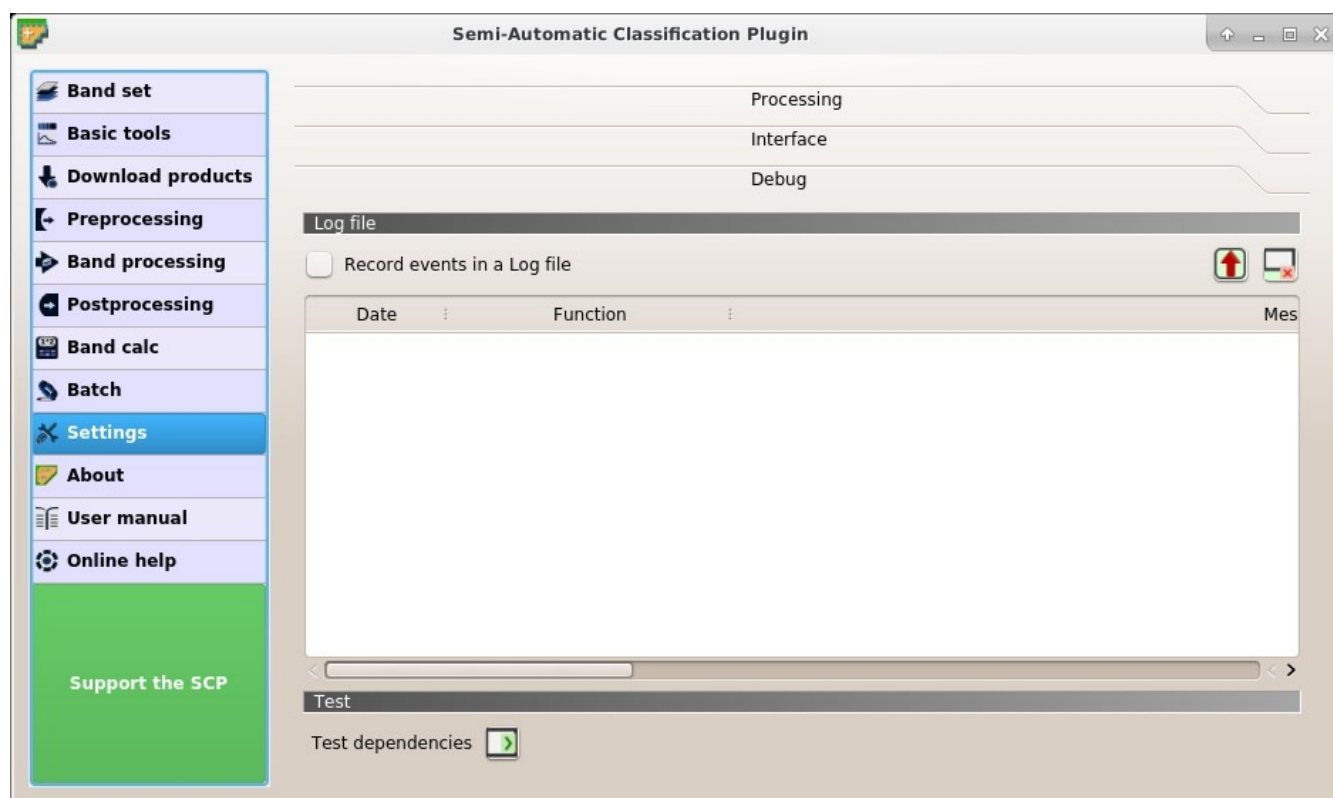 Semi-Automatic Classification Plugin
Band set
Basic tools
Download products
Preprocessing
Band processing
Postprocessing
Band calc
Batch
Settings
About
User manual
Online help
Support the SCP
Processing
Interface
Debug
Log file
Record events in a Log file
Date Function Mes
Test
Test dependencies